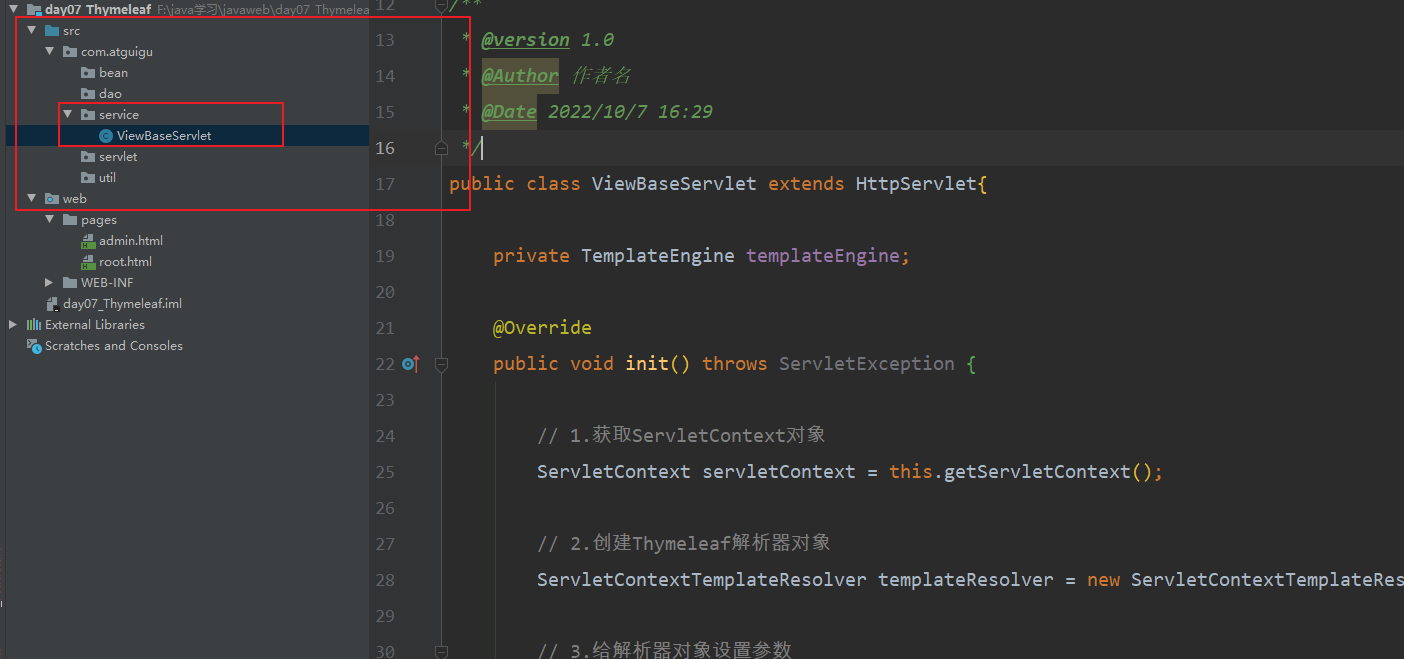 day07 Thymeleaf F:\java学习\javaweb\day07 Thymelea
src
com.atguigu
bean
dao
service
ViewBaseServlet
servlet
util
web
pages
admin.html
root.html
WEB-INF
day07_Thymeleaf.iml
External Libraries
Scratches and Consoles
12 /**
13 * @version 1.0
14 * @Author 作者名
15 * @Date 2022/10/7 16:29
16 */
17 public class ViewBaseServlet extends HttpServlet{
18
19 private TemplateEngine templateEngine;
20
21 @Override
22 public void init() throws ServletException {
23
24 // 1.获取ServletContext对象
25 ServletContext servletContext = this.getServletContext();
26
27 // 2.创建Thymeleaf解析器对象
28 ServletContextTemplateResolver templateResolver = new ServletContextTemplateRes
29
30 // 3.给解析器对象设置参数